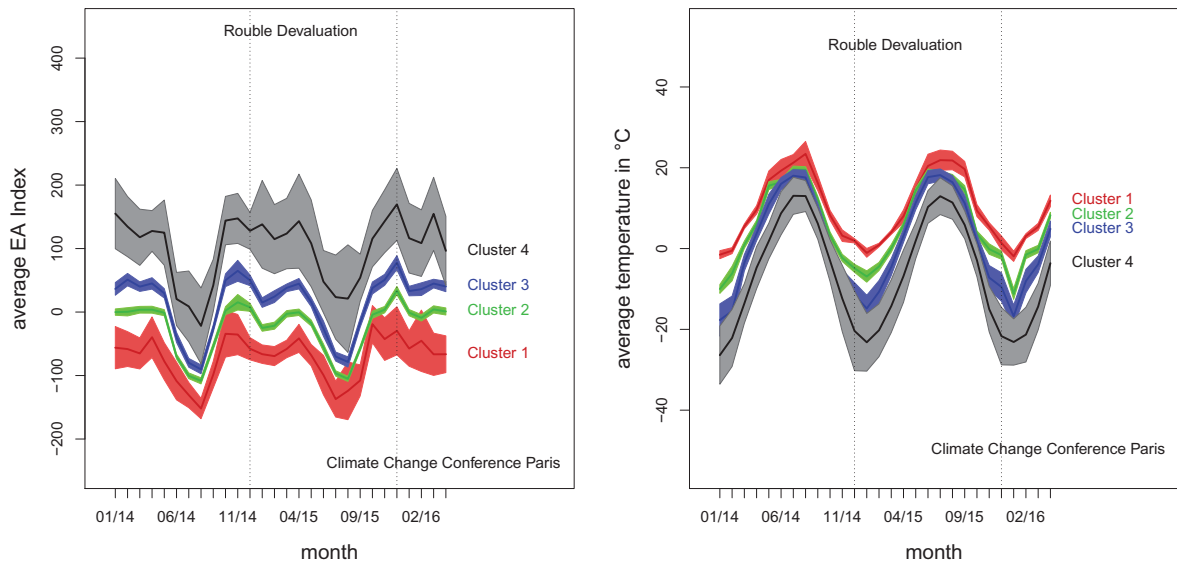 Rouble Devaluation
400
300
200
100
0
−100
−200
average EA Index
Cluster 4
Cluster 3
Cluster 2
Cluster 1
Climate Change Conference Paris
01/14 06/14 11/14 04/15 09/15 02/16
month
Rouble Devaluation
40
20
0
−20
−40
average temperature in °C
Cluster 1
Cluster 2
Cluster 3
Cluster 4
Climate Change Conference Paris
01/14 06/14 11/14 04/15 09/15 02/16
month